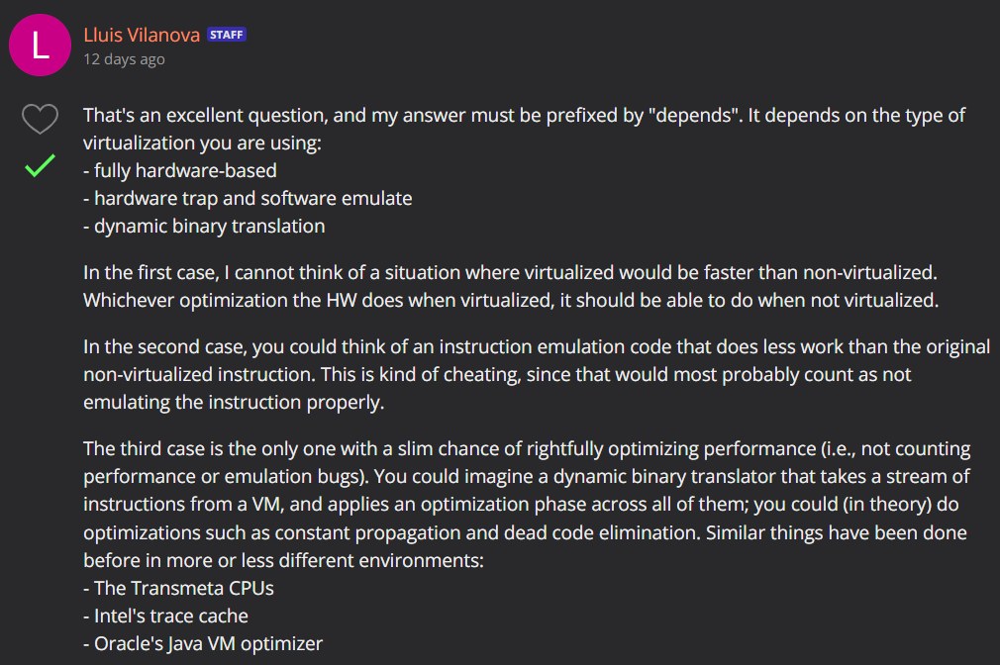 L
Lluis Vilanova STAFF
12 days ago
That's an excellent question, and my answer must be prefixed by "depends". It depends on the type of
virtualization you are using:
- fully hardware-based
- hardware trap and software emulate
- dynamic binary translation
In the first case, I cannot think of a situation where virtualized would be faster than non-virtualized.
Whichever optimization the HW does when virtualized, it should be able to do when not virtualized.
In the second case, you could think of an instruction emulation code that does less work than the original
non-virtualized instruction. This is kind of cheating, since that would most probably count as not
emulating the instruction properly.
The third case is the only one with a slim chance of rightfully optimizing performance (i.e., not counting
performance or emulation bugs). You could imagine a dynamic binary translator that takes a stream of
instructions from a VM, and applies an optimization phase across all of them; you could (in theory) do
optimizations such as constant propagation and dead code elimination. Similar things have been done
before in more or less different environments:
- The Transmeta CPUs
- Intel's trace cache
- Oracle's Java VM optimizer